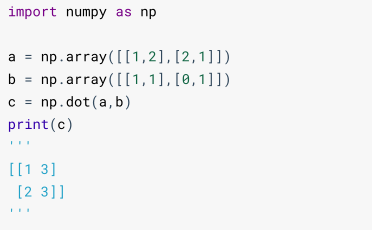 import numpy as np

a = np.array([[1,2],[2,1]])
b = np.array([[1,1],[0,1]])
c = np.dot(a,b)
print(c)
'''
[[1 3]
 [2 3]]
'''